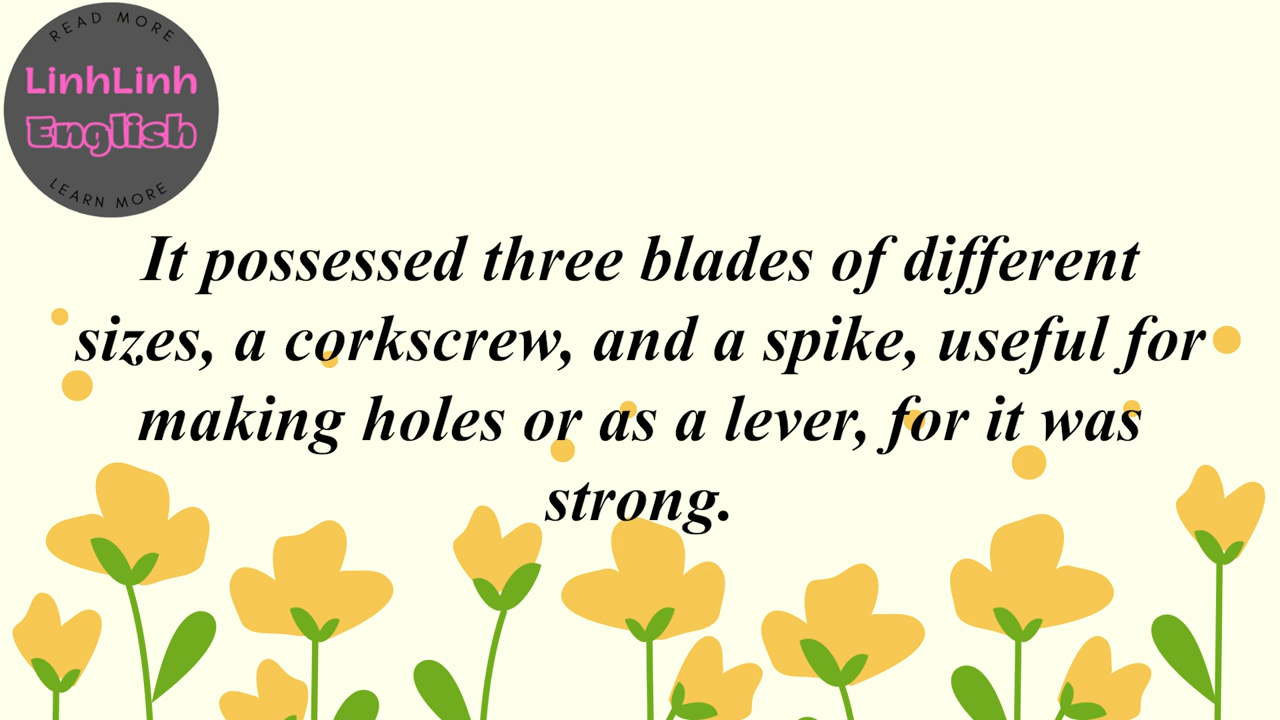 READ MORE
LinhLinh
English
LEARN MORE
It possessed three blades of different
sizes, a corkscrew, and a spike, useful for
making holes or as a lever, for it was
strong.